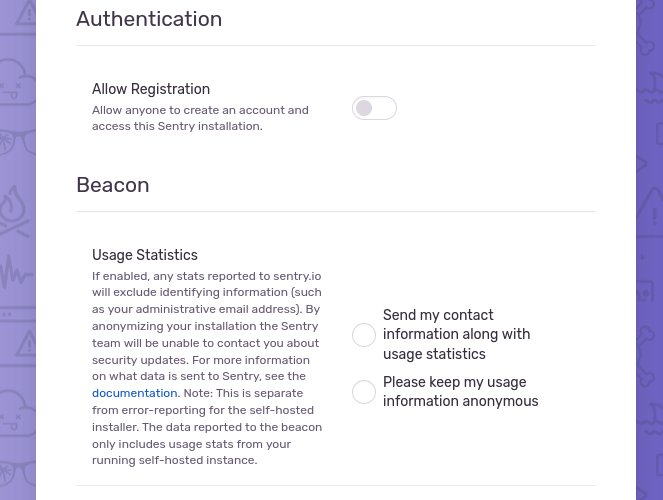 Authentication
Allow Registration
Allow anyone to create an account and
access this Sentry installation.
Beacon
Usage Statistics
If enabled, any stats reported to sentry.io
will exclude identifying information (such
as your administrative email address). By
anonymizing your installation the Sentry
team will be unable to contact you about
security updates. For more information
on what data is sent to Sentry, see the
documentation. Note: This is separate
from error-reporting for the self-hosted
installer. The data reported to the beacon
only includes usage stats from your
running self-hosted instance.
Send my contact
information along with
usage statistics
Please keep my usage
information anonymous